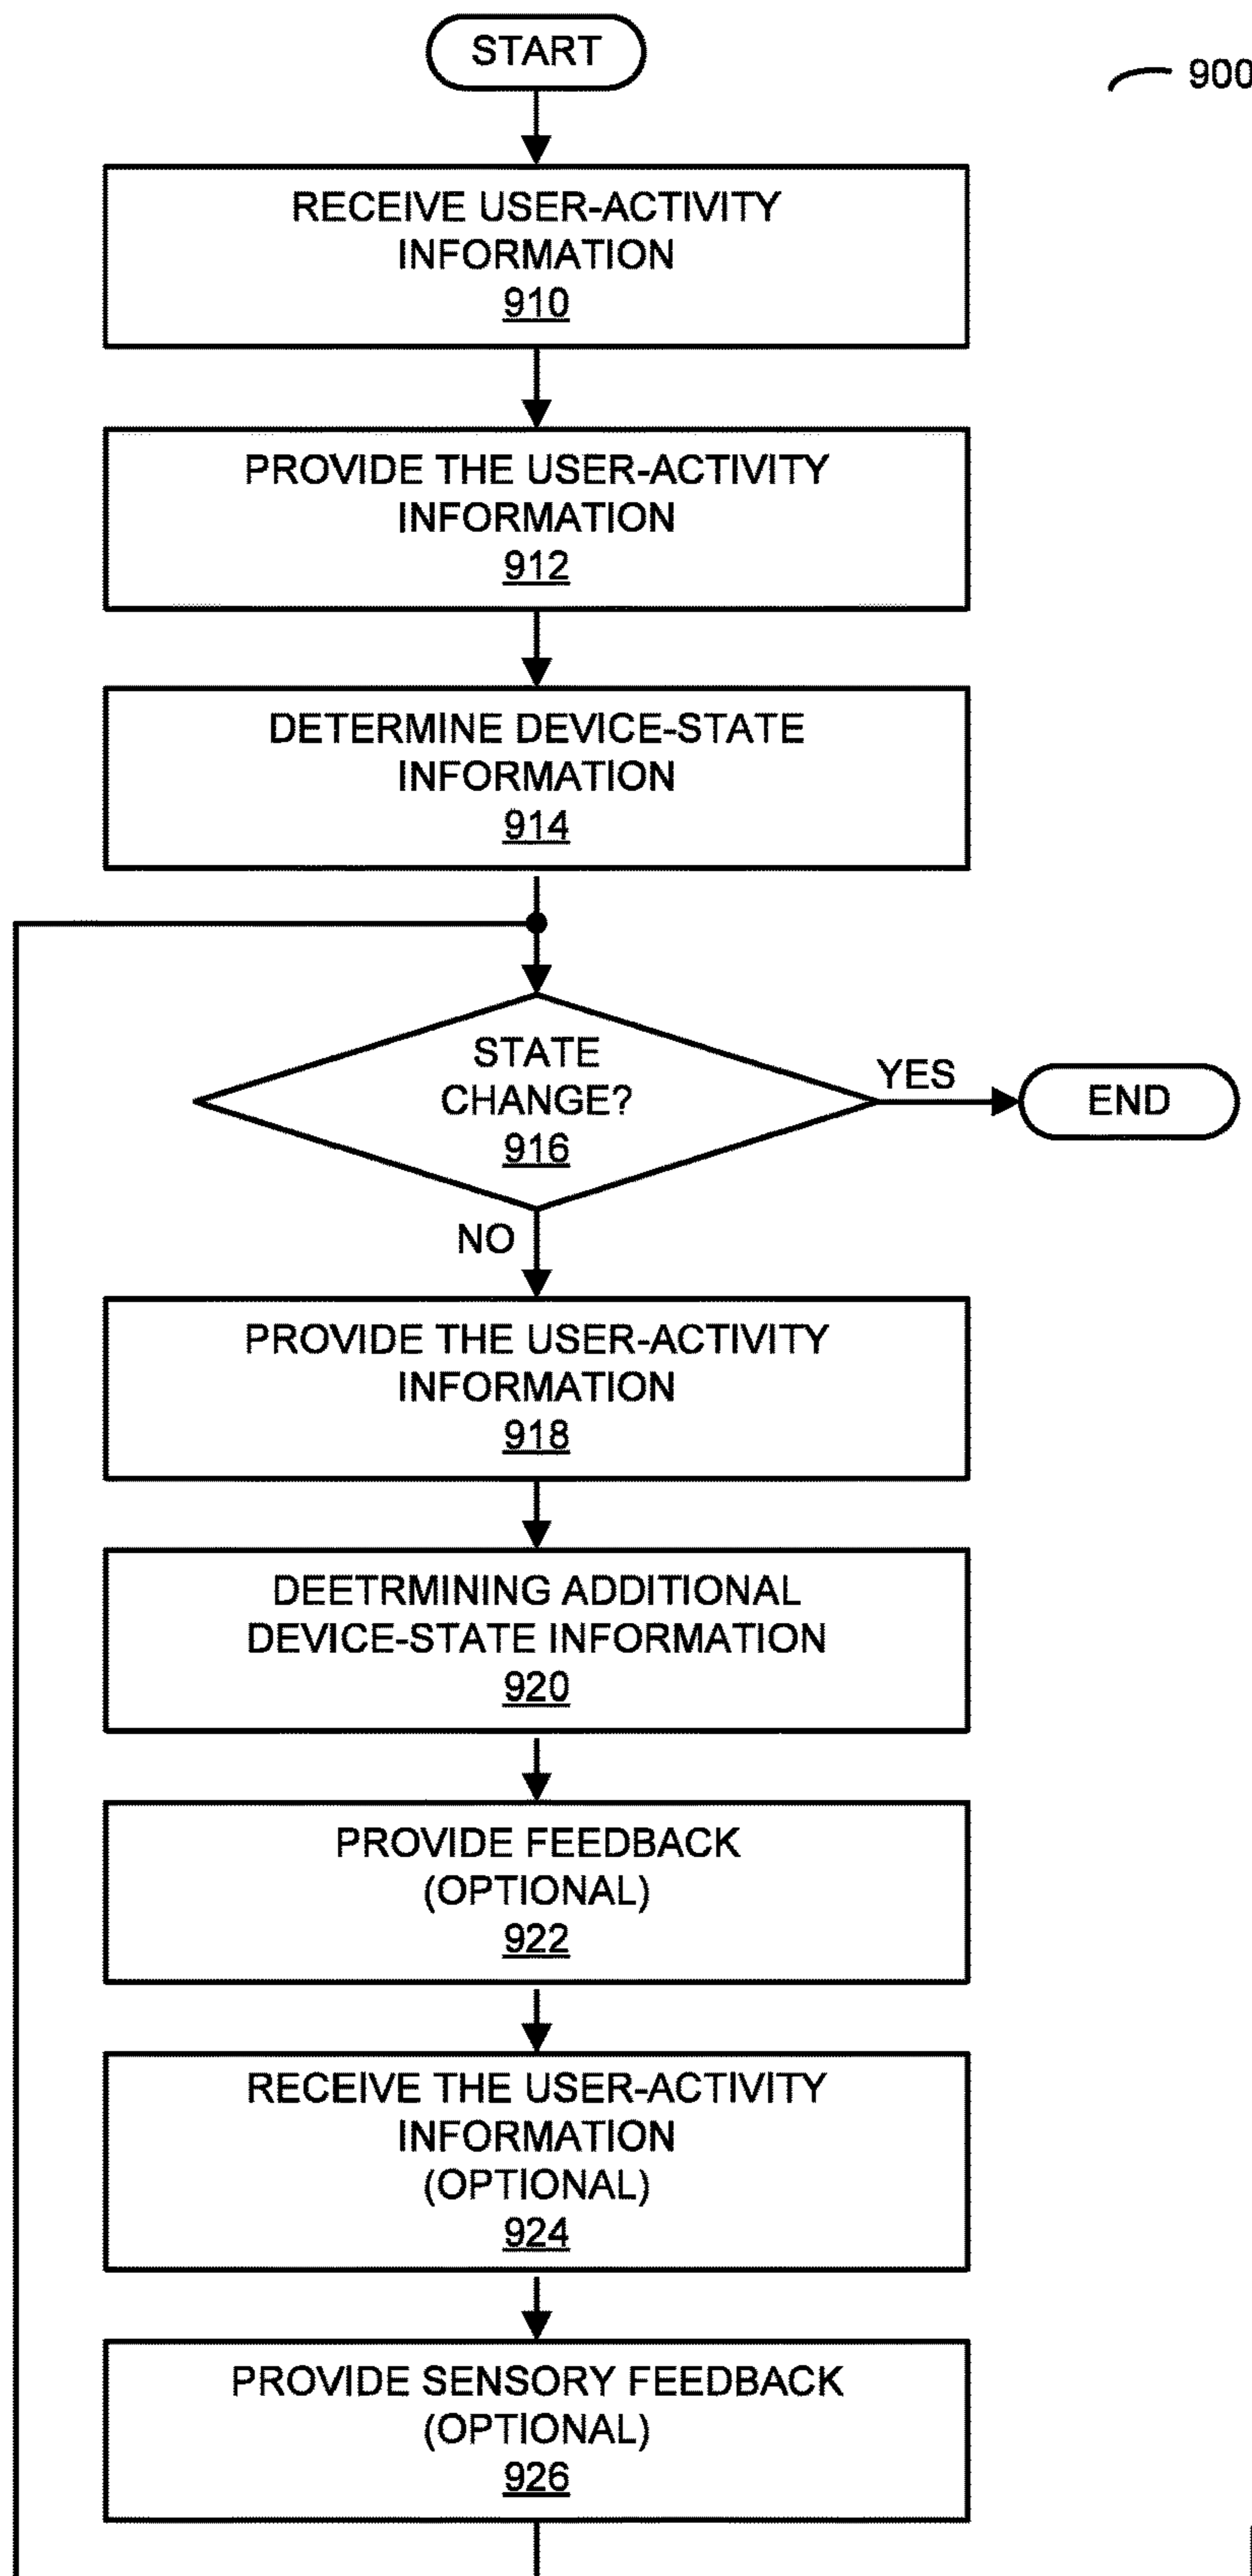 START
900
RECEIVE USER-ACTIVITY
INFORMATION
910
PROVIDE THE USER-ACTIVITY
INFORMATION
912
DETERMINE DEVICE-STATE
INFORMATION
914
STATE
CHANGE?
916
YES
END
NO
PROVIDE THE USER-ACTIVITY
INFORMATION
918
DEETRMINING ADDITIONAL
DEVICE-STATE INFORMATION
920
PROVIDE FEEDBACK
(OPTIONAL)
922
RECEIVE THE USER-ACTIVITY
INFORMATION
(OPTIONAL)
924
PROVIDE SENSORY FEEDBACK
(OPTIONAL)
926